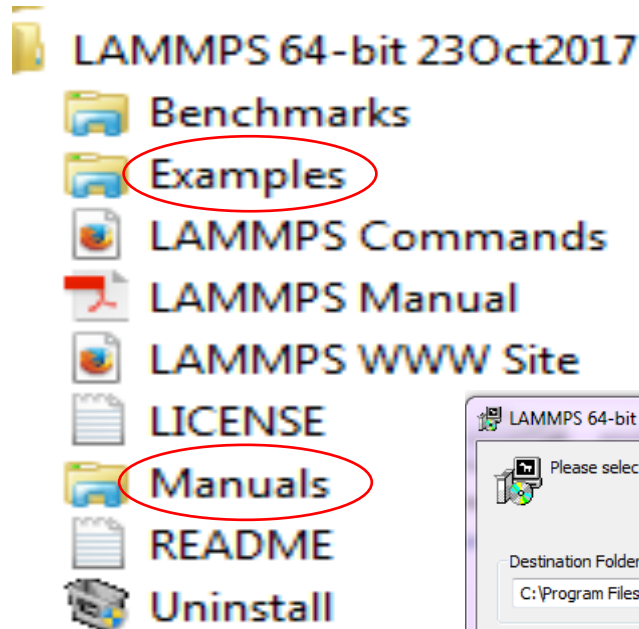 LAMMPS 64-bit 23Oct2017
Benchmarks
Examples
LAMMPS Commands
LAMMPS Manual
LAMMPS WWW Site
LICENSE
Manuals
README
Uninstall
LAMMPS 64-bit
Please selec
Destination Folder
C:\Program Files